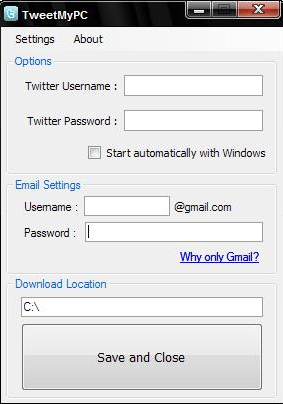 TweetMyPC
Settings About
Options
Twitter Username :
Twitter Password :
Start automatically with Windows
Email Settings
Username : @gmail.com
Password :
Why only Gmail?
Download Location
C:\
Save and Close